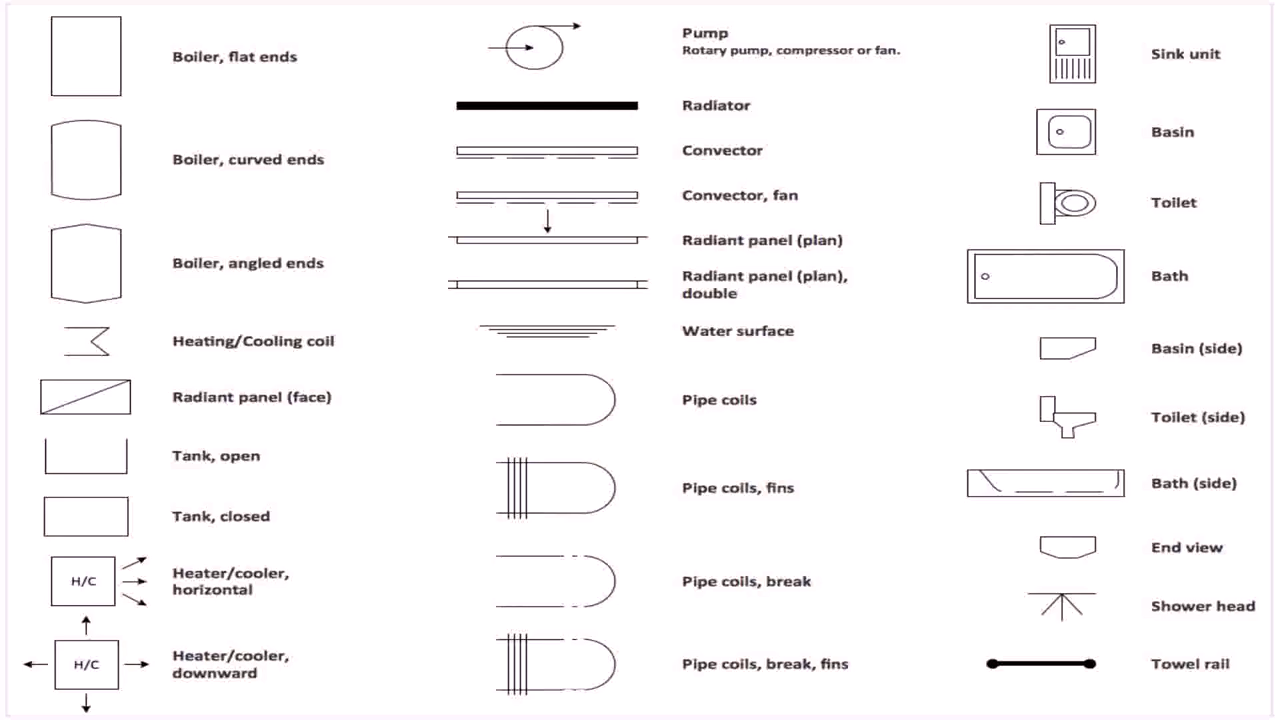 Boiler, flat ends
Boiler, curved ends
Boiler, angled ends
Heating/Cooling coil
Radiant panel (face)
Tank, open
Tank, closed
H/C
Heater/cooler,
horizontal
H/C
Heater/cooler,
downward
Pump
Rotary pump, compressor or fan.
Radiator
Convector
Convector, fan
Radiant panel (plan)
Radiant panel (plan),
double
Water surface
Pipe coils
Pipe coils, fins
Pipe coils, break
Pipe coils, break, fins
Sink unit
Basin
Toilet
Bath
Basin (side)
Toilet (side)
Bath (side)
End view
Shower head
Towel rail